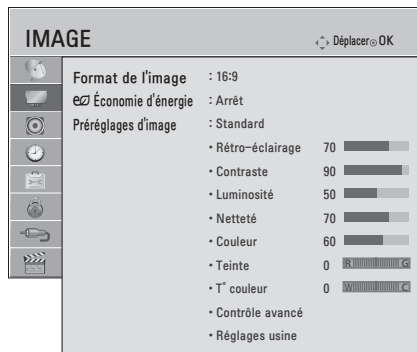 IMAGE
Déplacer OK
Format de l'image : 16:9
Économie d'énergie : Arrêt
Préréglages d'image : Standard
• Rétro-éclairage 70
• Contraste 90
• Luminosité 50
• Netteté 70
• Couleur 60
• Teinte 0 R G
• T° couleur 0 W C
• Contrôle avancé
• Réglages usine